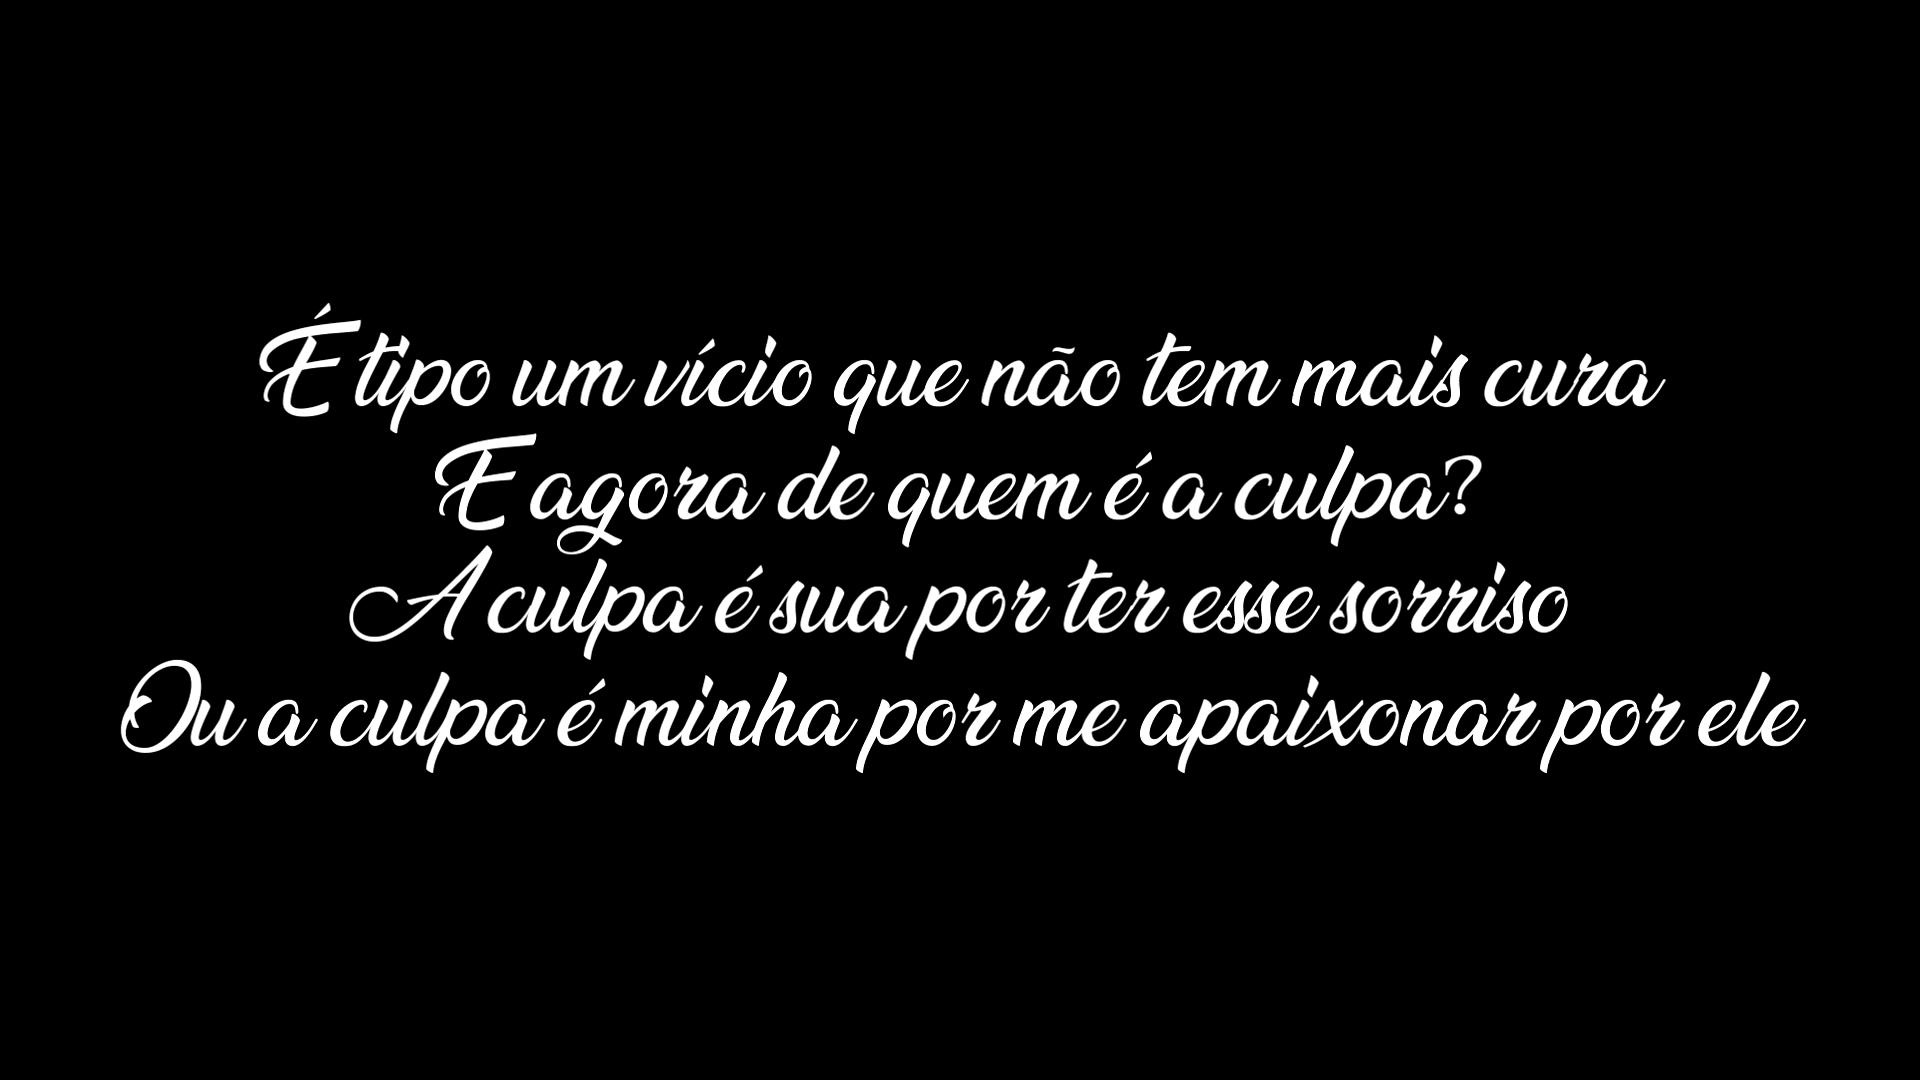 É tipo um vício que não tem mais cura
E agora de quem é a culpa?
A culpa é sua por ter esse sorriso
Ou a culpa é minha por me apaixonar por ele